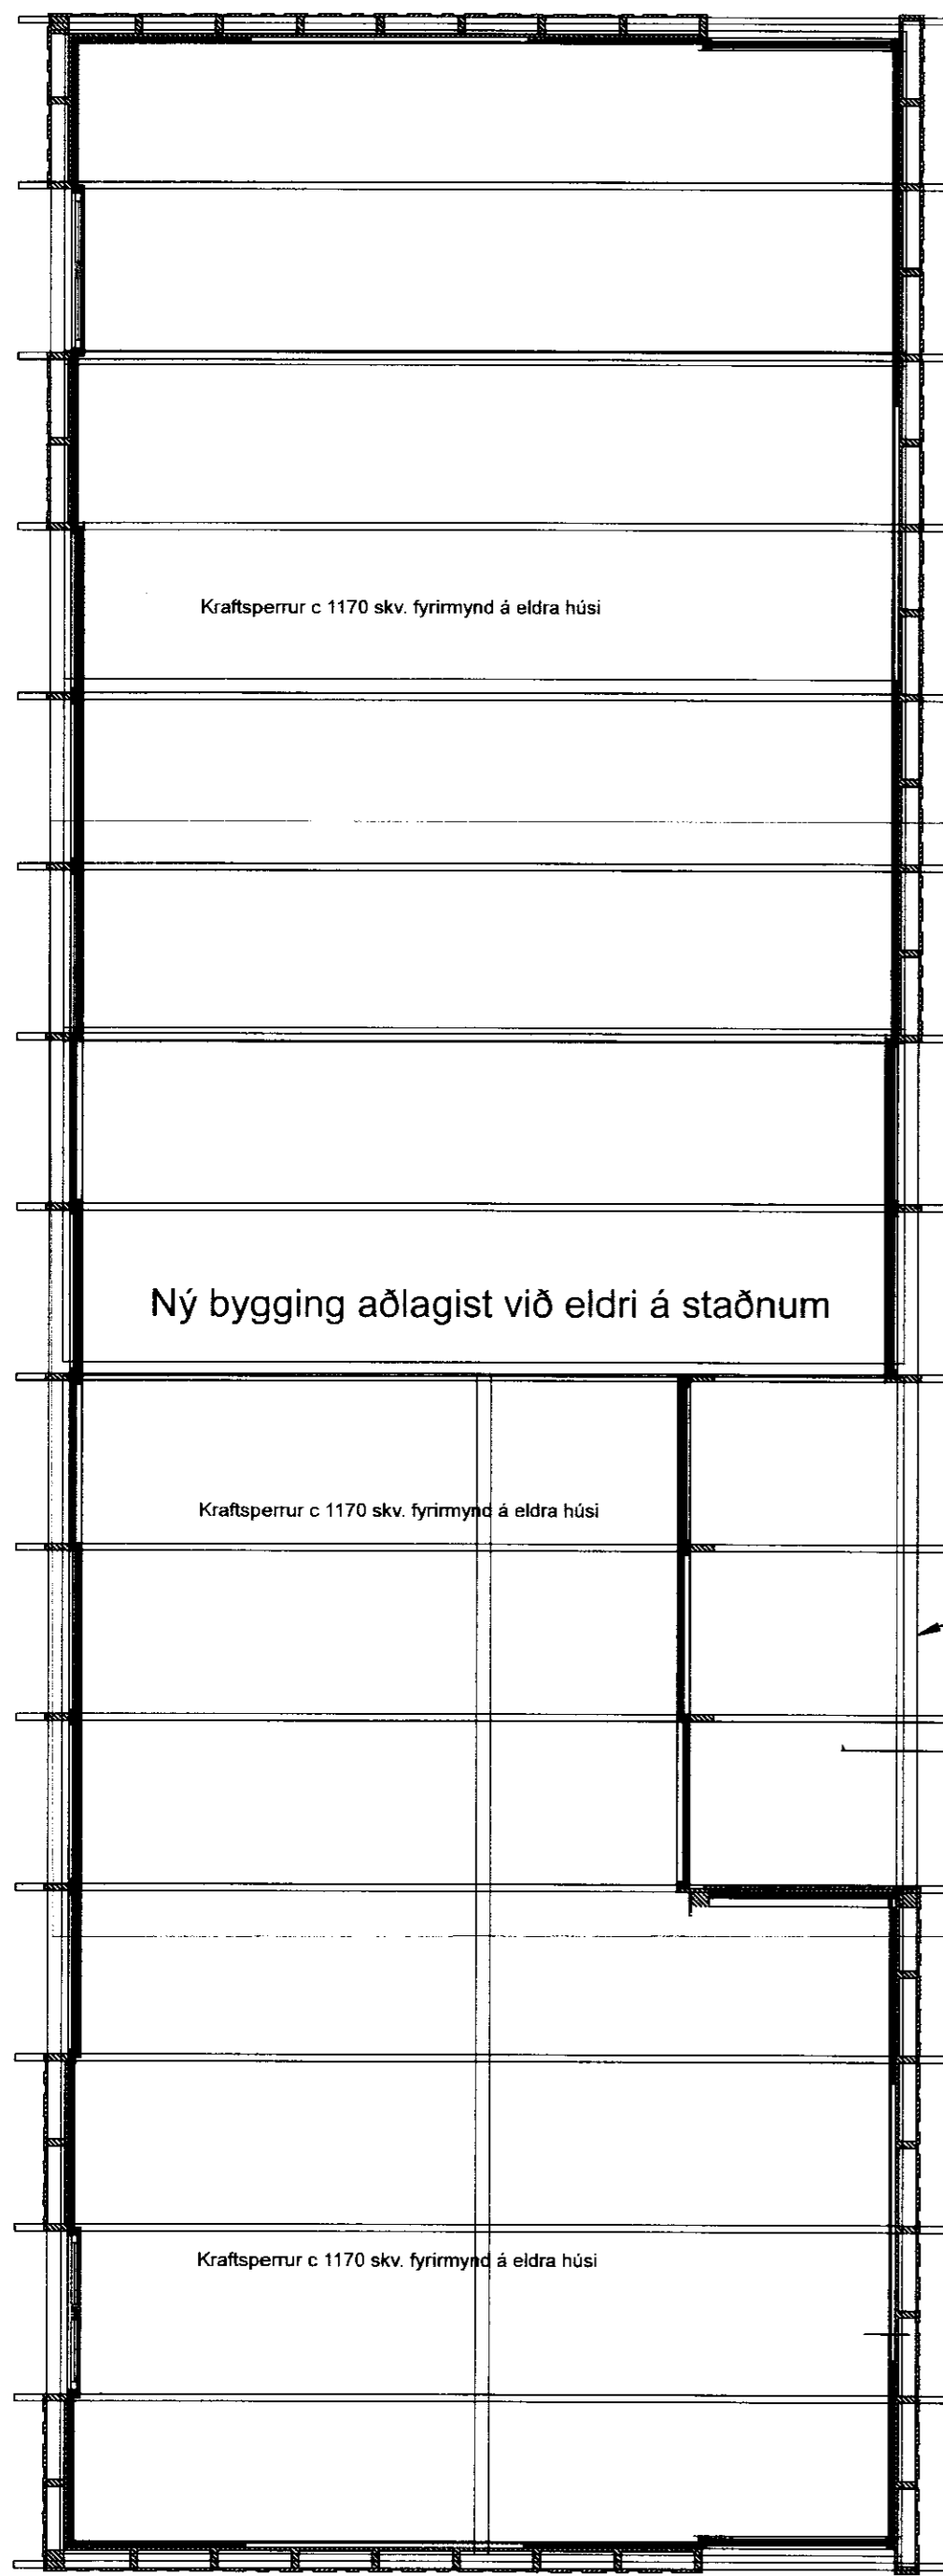 Kraftsperrur c 1170 skv. fyrirmynd á eldra húsi
Ný bygging aðlagist við eldri á staðnum
Kraftsperrur c 1170 skv. fyrirmynd á eldra húsi
Kraftsperrur c 1170 skv. fyrirmynd á eldra húsi